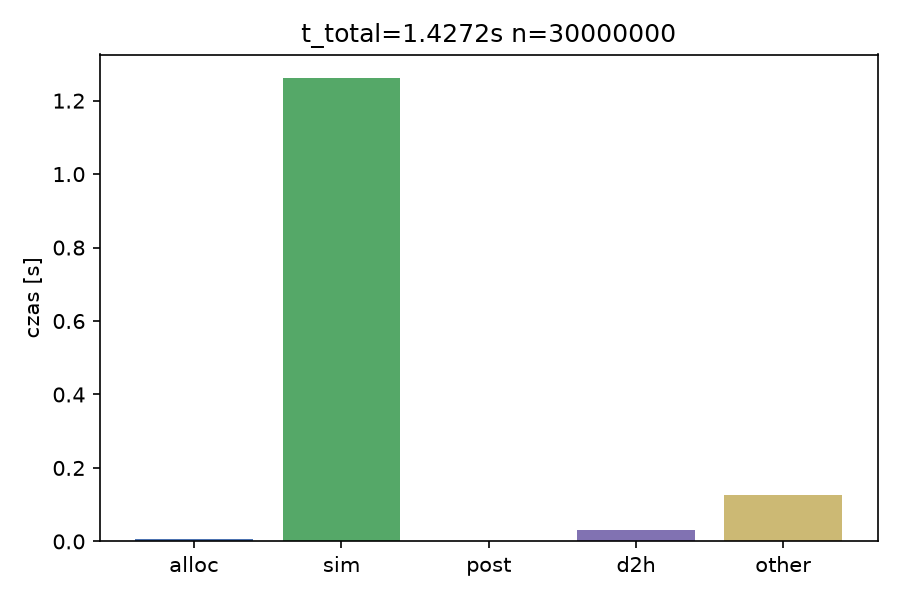 t_total=1.4272s n=30000000
czas [s]
1.2
1.0
0.8
0.6
0.4
0.2
0.0
alloc sim post d2h other